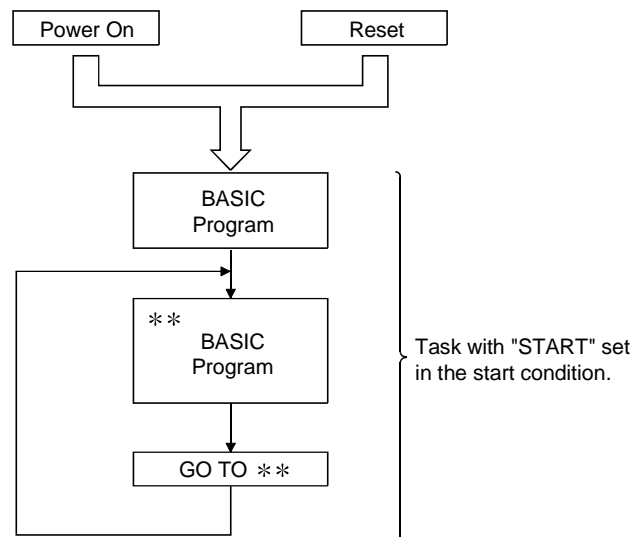 Power On
Reset
BASIC
Program
**
BASIC
Program
GO TO **
Task with "START" set
in the start condition.